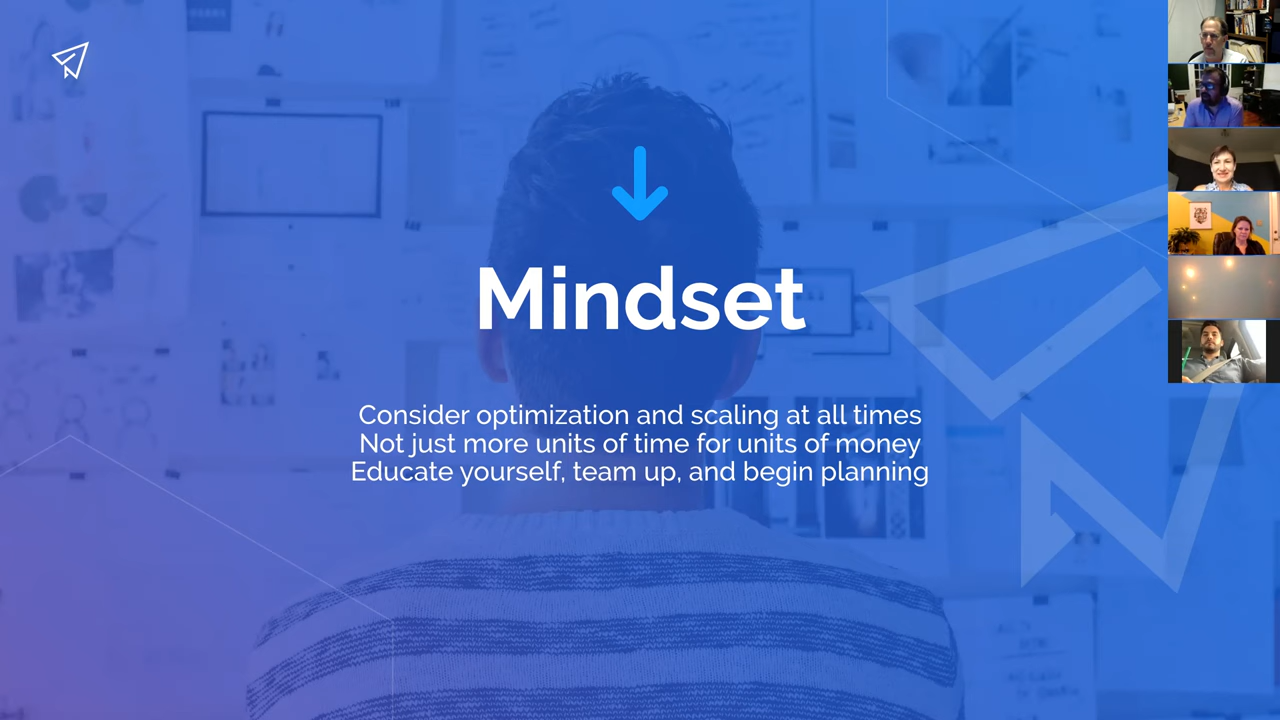 Mindset
Consider optimization and scaling at all times
Not just more units of time for units of money
Educate yourself, team up, and begin planning